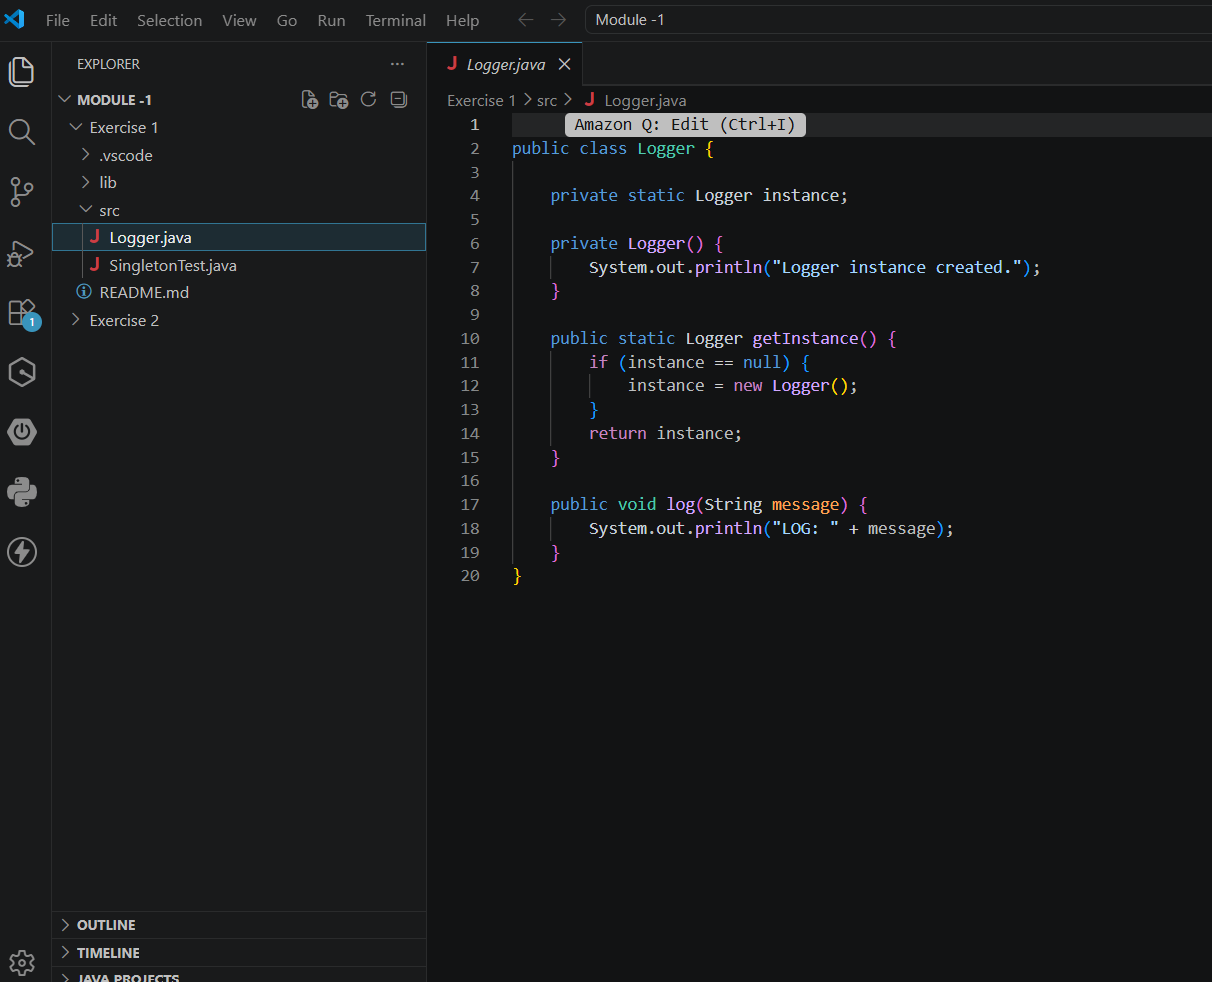 File Edit Selection View Go Run Terminal Help
Module -1
EXPLORER
MODULE -1
Exercise 1
.vscode
lib
src
J Logger.java
J SingletonTest.java
README.md
Exercise 2
1
OUTLINE
TIMELINE
JAVA PROJECTS
J Logger.java
Exercise 1 > src > J Logger.java
1 Amazon Q: Edit (Ctrl+I)
2 public class Logger {
3
4 private static Logger instance;
5
6 private Logger() {
7 System.out.println("Logger instance created.");
8 }
9
10 public static Logger getInstance() {
11 if (instance == null) {
12 instance = new Logger();
13 }
14 return instance;
15 }
16
17 public void log(String message) {
18 System.out.println("LOG: " + message);
19 }
20 }